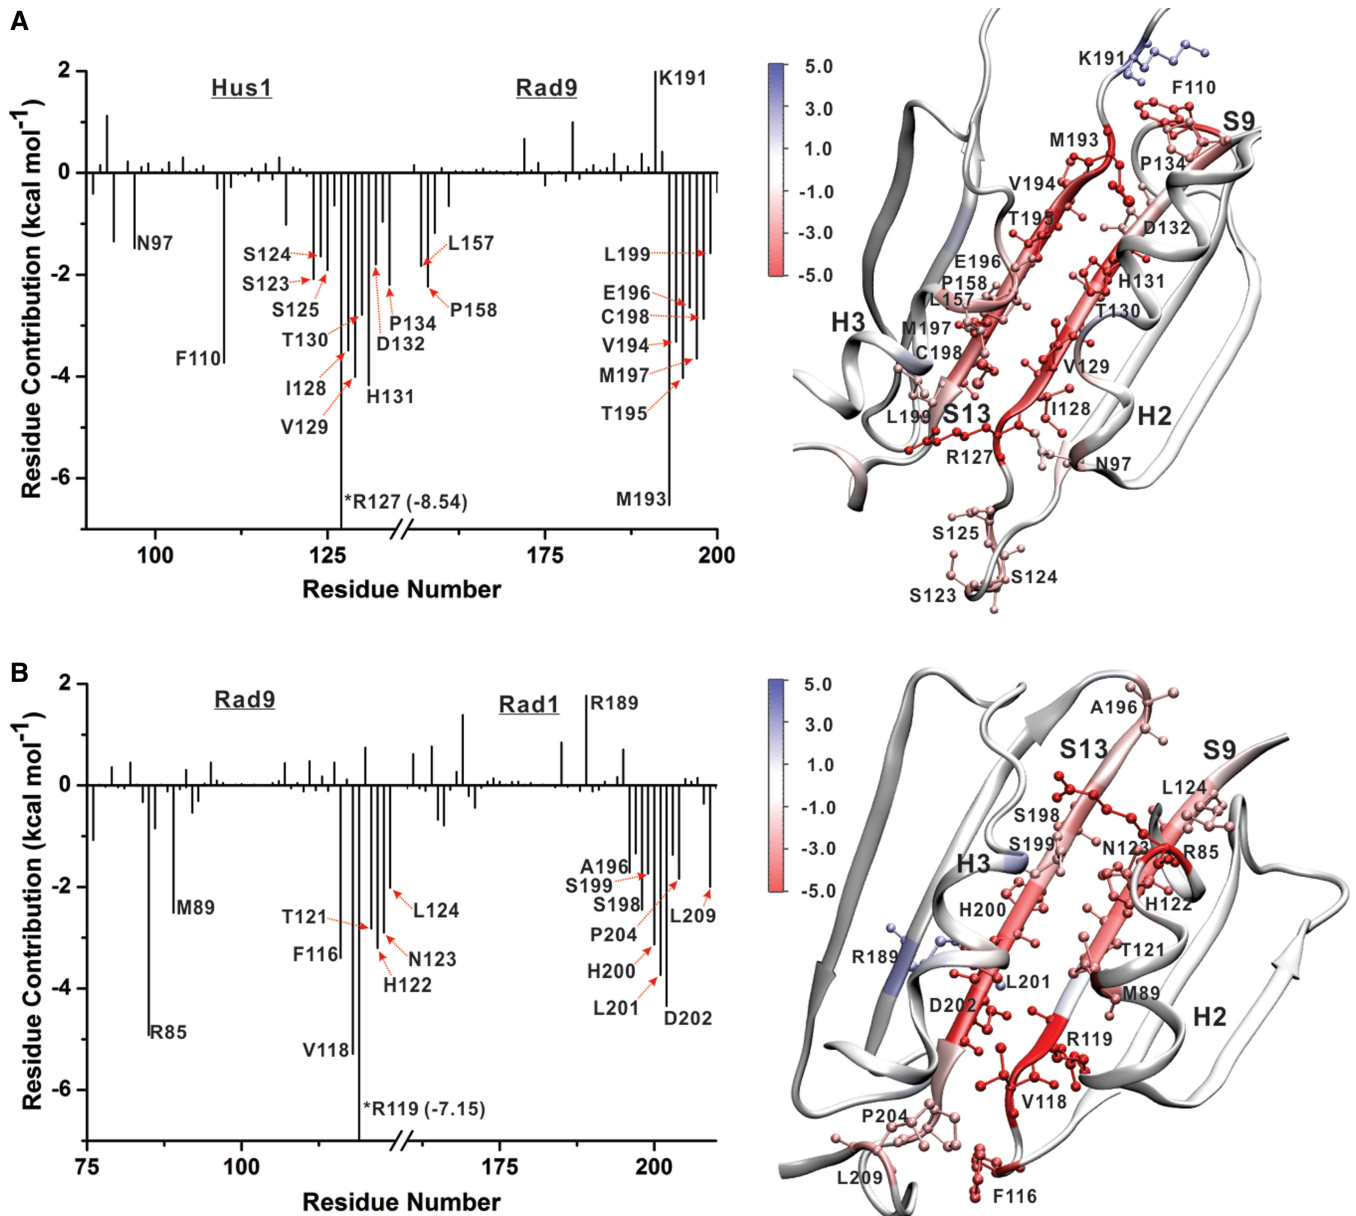 A
Residue Contribution (kcal mol-1)
2
0
-2
-4
-6
Hus1
Rad9
K191
N97
S124
S123
S125
F110
T130
I128
V129
H131
D132
P134
L157
P158
*R127 (-8.54)
L199
E196
C198
V194
M197
T195
M193
100
125
175
200
Residue Number
5.0
3.0
1.0
-1.0
-3.0
-5.0
K191
F110
S9
M193
P134
V194
T195
D132
E196
H131
P158
L157
T130
H3
M197
C198
V129
L199
S13
I128
H2
R127
N97
S125
S124
S123
B
Residue Contribution (kcal mol-1)
2
0
-2
-4
-6
Rad9
Rad1
R189
M89
R85
T121
F116
L124
N123
H122
V118
*R119 (-7.15)
A196
S199
S198
P204
L209
H200
L201
D202
75
100
175
200
Residue Number
5.0
3.0
1.0
-1.0
-3.0
-5.0
A196
S13
S9
L124
S198
S199
N123
R85
H3
H122
H200
T121
R189
L201
M89
D202
H2
R119
V118
P204
L209
F116